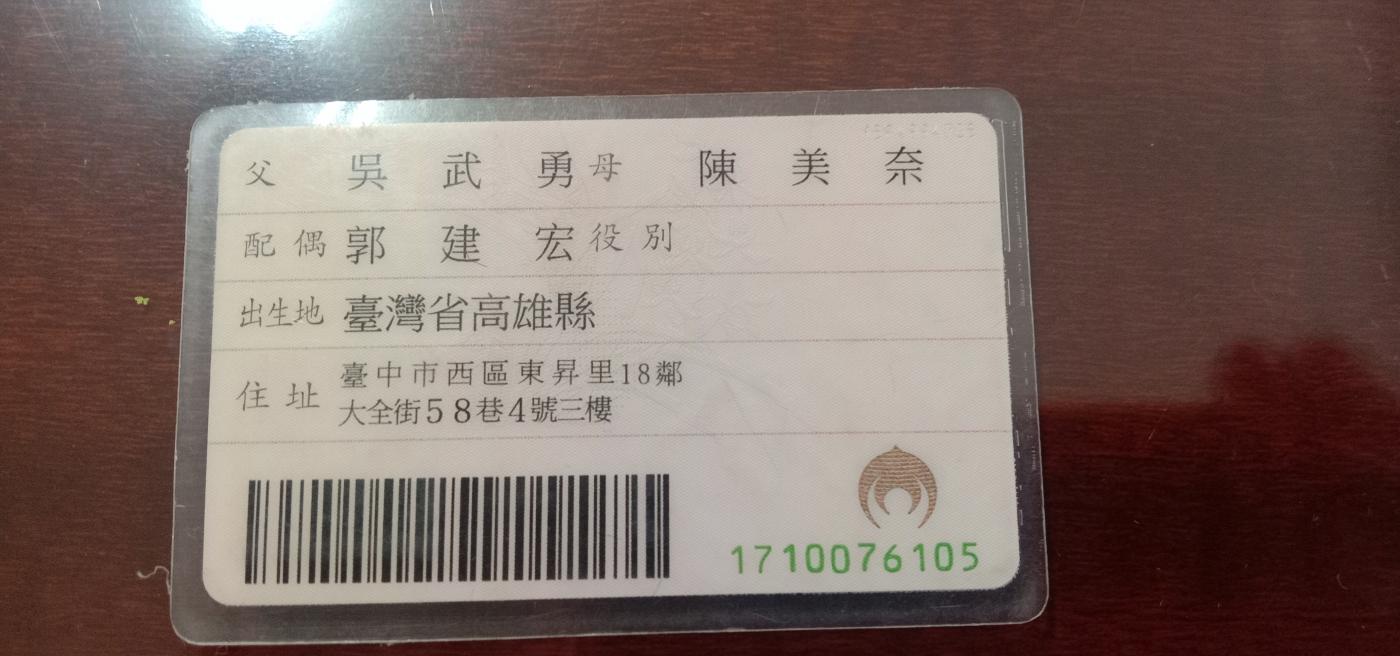 父 吳武勇 母 陳美奈
配偶 郭建宏 役別
出生地 臺灣省高雄縣
住址 臺中市西區東昇里18鄰
大全街58巷4號三樓
1710076105